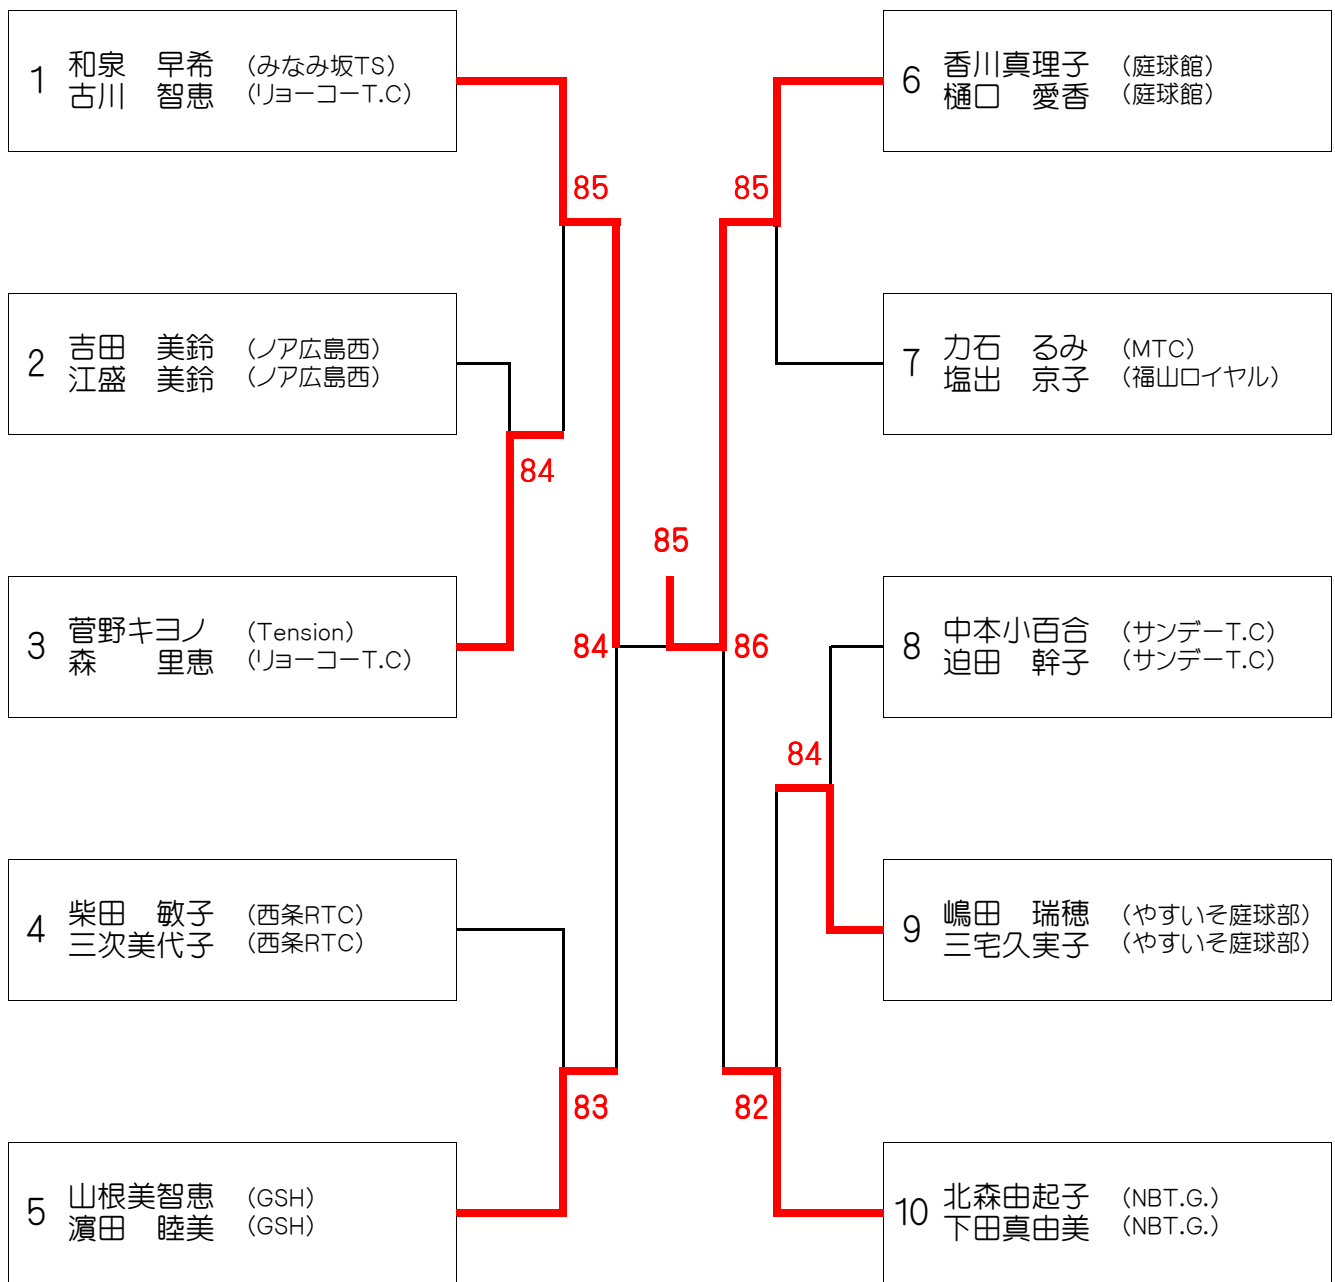 1
和泉　早希 (みなみ坂TS)
古川　智恵 (リョーコーT.C)
85
2
吉田　美鈴 (ノア広島西)
江盛　美鈴 (ノア広島西)
84
3
菅野キヨノ (Tension)
森　　里恵 (リョーコーT.C)
84
4
柴田　敏子 (西条RTC)
三次美代子 (西条RTC)
83
5
山根美智恵 (GSH)
濵田　睦美 (GSH)
85
6
香川真理子 (庭球館)
樋口　愛香 (庭球館)
85
7
力石　るみ (MTC)
塩出　京子 (福山ロイヤル)
86
8
中本小百合 (サンデーT.C)
迫田　幹子 (サンデーT.C)
84
9
嶋田　瑞穂 (やすいそ庭球部)
三宅久実子 (やすいそ庭球部)
82
10
北森由起子 (NBT.G.)
下田真由美 (NBT.G.)